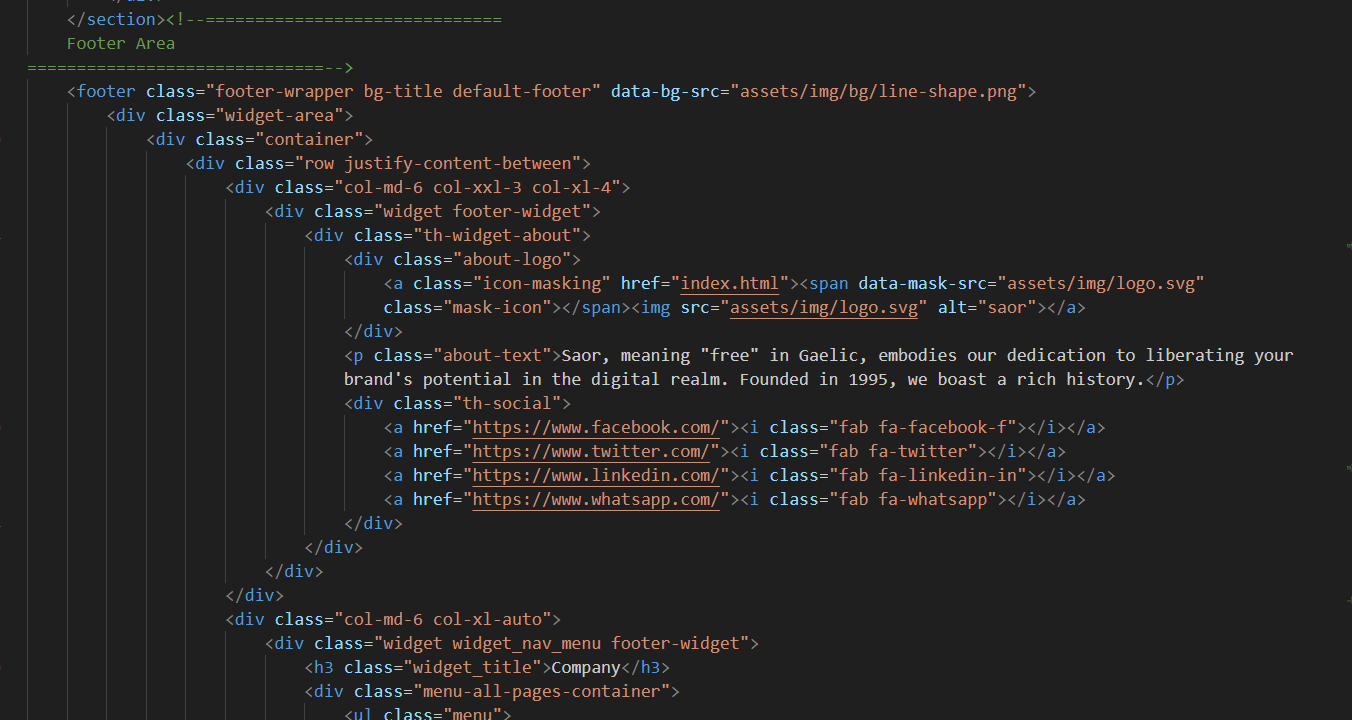 </div>
</section><!--==============================
Footer Area
==============================-->
<footer class="footer-wrapper bg-title default-footer" data-bg-src="assets/img/bg/line-shape.png">
<div class="widget-area">
<div class="container">
<div class="row justify-content-between">
<div class="col-md-6 col-xxl-3 col-xl-4">
<div class="widget footer-widget">
<div class="th-widget-about">
<div class="about-logo">
<a class="icon-masking" href="index.html"><span data-mask-src="assets/img/logo.svg"
class="mask-icon"></span><img src="assets/img/logo.svg" alt="saor"></a>
</div>
<p class="about-text">Saor, meaning "free" in Gaelic, embodies our dedication to liberating your
brand's potential in the digital realm. Founded in 1995, we boast a rich history.</p>
<div class="th-social">
<a href="https://www.facebook.com/"><i class="fab fa-facebook-f"></i></a>
<a href="https://www.twitter.com/"><i class="fab fa-twitter"></i></a>
<a href="https://www.linkedin.com/"><i class="fab fa-linkedin-in"></i></a>
<a href="https://www.whatsapp.com/"><i class="fab fa-whatsapp"></i></a>
</div>
</div>
</div>
</div>
<div class="col-md-6 col-xl-auto">
<div class="widget widget_nav_menu footer-widget">
<h3 class="widget_title">Company</h3>
<div class="menu-all-pages-container">
<ul class="menu">